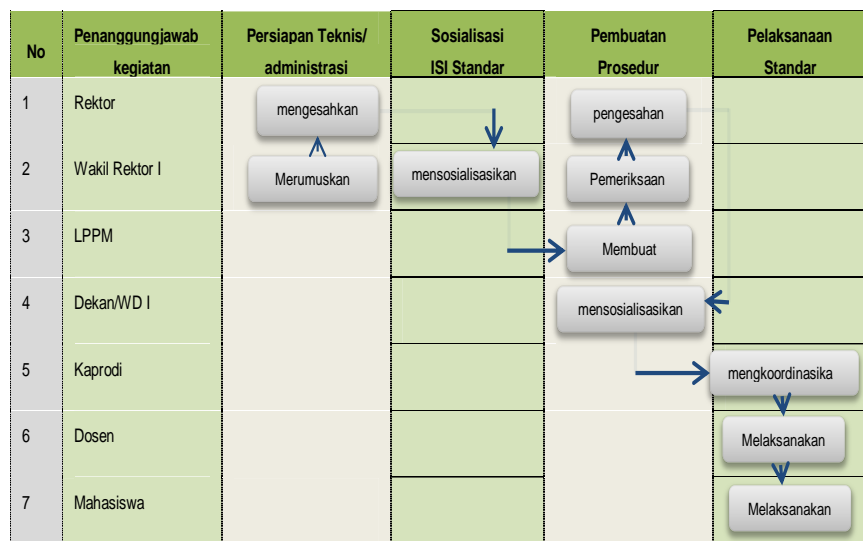 No
Penanggungjawab
kegiatan
Persiapan Teknis/
administrasi
Sosialisasi
ISI Standar
Pembuatan
Prosedur
Pelaksanaan
Standar
1
Rektor
mengesahkan
pengesahan
2
Wakil Rektor I
Merumuskan
mensosialisasikan
Pemeriksaan
3
LPPM
Membuat
4
Dekan/WD I
mensosialisasikan
5
Kaprodi
mengkoordinasika
6
Dosen
Melaksanakan
7
Mahasiswa
Melaksanakan